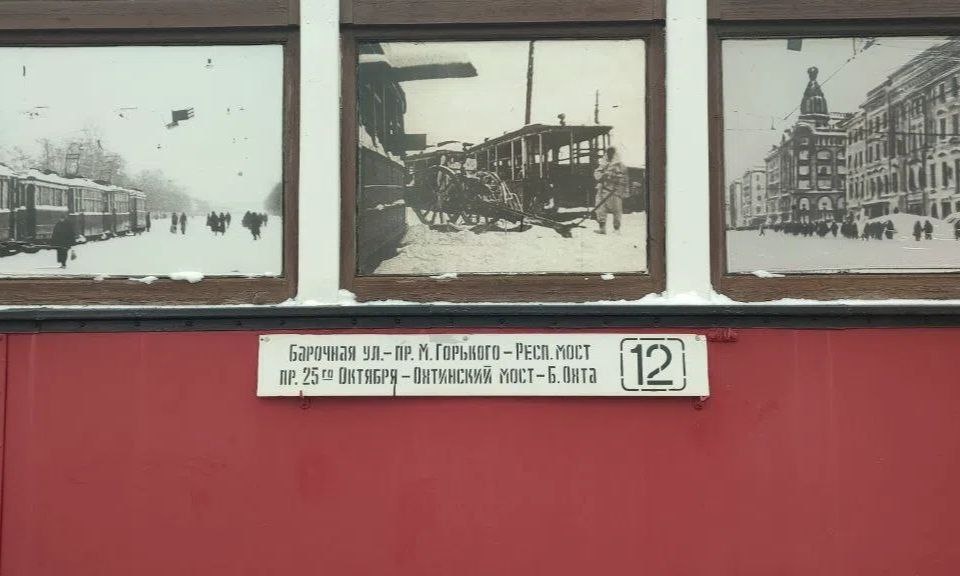 Барочная ул.– пр. М. Горького – Респ. мост
пр. 25го Октября – Охтинский мост – Б. Охта
12